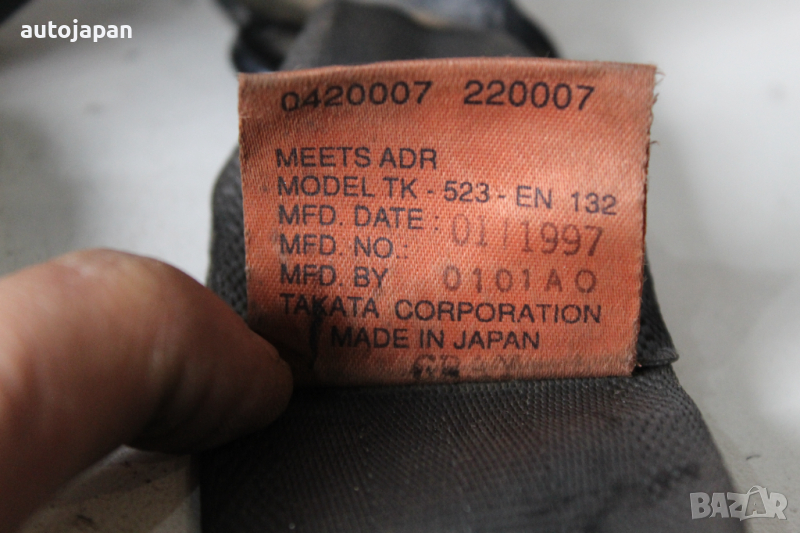 autojapan
0420007 220007
MEETS ADR
MODEL TK - 523 - EN 132
MFD. DATE : 01/1997
MFD. NO.: 0101AO
MFD. BY
TAKATA CORPORATION
MADE IN JAPAN
BAZAR